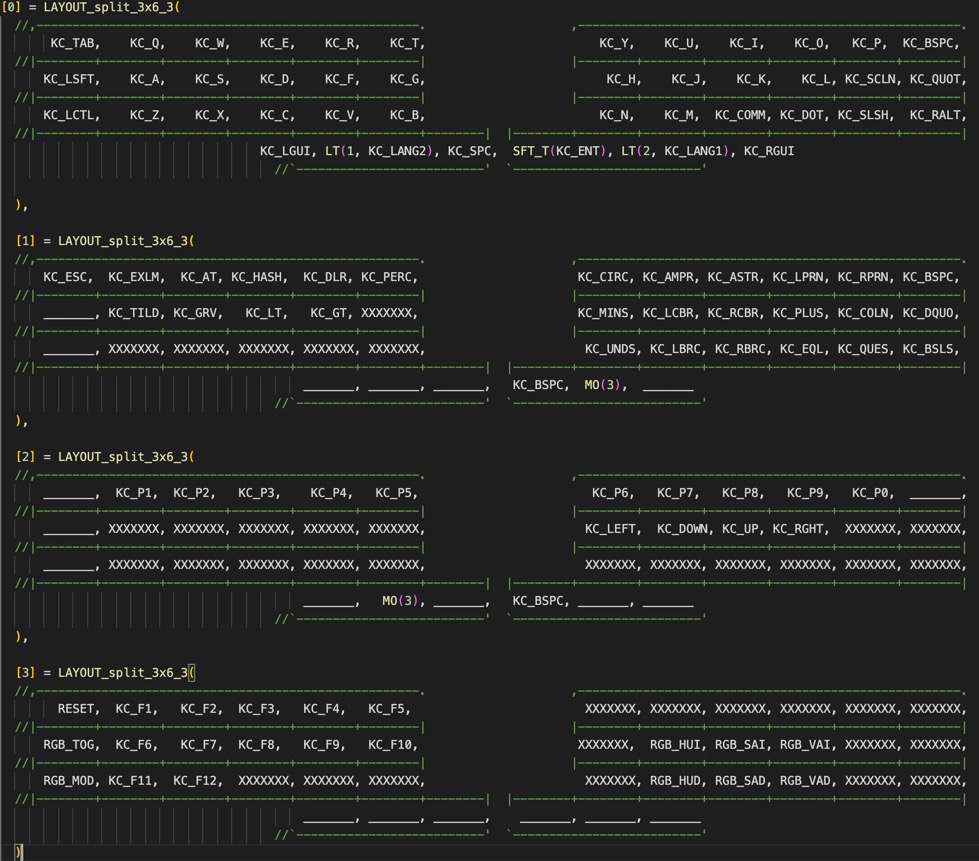 [0] = LAYOUT_split_3x6_3(
//,-----------------------------------------------------.                    ,-----------------------------------------------------.
KC_TAB, KC_Q, KC_W, KC_E, KC_R, KC_T, KC_Y, KC_U, KC_I, KC_O, KC_P, KC_BSPC,
//|--------+--------+--------+--------+--------+--------|                    |--------+--------+--------+--------+--------+--------|
KC_LSFT, KC_A, KC_S, KC_D, KC_F, KC_G, KC_H, KC_J, KC_K, KC_L, KC_SCLN, KC_QUOT,
//|--------+--------+--------+--------+--------+--------|                    |--------+--------+--------+--------+--------+--------|
KC_LCTL, KC_Z, KC_X, KC_C, KC_V, KC_B, KC_N, KC_M, KC_COMM, KC_DOT, KC_SLSH, KC_RALT,
//|--------+--------+--------+--------+--------+--------+--------|  |--------+--------+--------+--------+--------+--------+--------|
KC_LGUI, LT(1, KC_LANG2), KC_SPC, SFT_T(KC_ENT), LT(2, KC_LANG1), KC_RGUI
//`--------------------------'  `--------------------------'
),
[1] = LAYOUT_split_3x6_3(
//,-----------------------------------------------------.                    ,-----------------------------------------------------.
KC_ESC, KC_EXLM, KC_AT, KC_HASH, KC_DLR, KC_PERC, KC_CIRC, KC_AMPR, KC_ASTR, KC_LPRN, KC_RPRN, KC_BSPC,
//|--------+--------+--------+--------+--------+--------|                    |--------+--------+--------+--------+--------+--------|
_______, KC_TILD, KC_GRV, KC_LT, KC_GT, XXXXXXX, KC_MINS, KC_LCBR, KC_RCBR, KC_PLUS, KC_COLN, KC_DQUO,
//|--------+--------+--------+--------+--------+--------|                    |--------+--------+--------+--------+--------+--------|
_______, XXXXXXX, XXXXXXX, XXXXXXX, XXXXXXX, KC_UNDS, KC_LBRC, KC_RBRC, KC_EQL, KC_QUES, KC_BSLS,
//|--------+--------+--------+--------+--------+--------+--------|  |--------+--------+--------+--------+--------+--------+--------|
_______, _______, _______, KC_BSPC, MO(3), _______
//`--------------------------'  `--------------------------'
),
[2] = LAYOUT_split_3x6_3(
//,-----------------------------------------------------.                    ,-----------------------------------------------------.
_______, KC_P1, KC_P2, KC_P3, KC_P4, KC_P5, KC_P6, KC_P7, KC_P8, KC_P9, KC_P0, _______,
//|--------+--------+--------+--------+--------+--------|                    |--------+--------+--------+--------+--------+--------|
_______, XXXXXXX, XXXXXXX, XXXXXXX, XXXXXXX, XXXXXXX, KC_LEFT, KC_DOWN, KC_UP, KC_RGHT, XXXXXXX, XXXXXXX,
//|--------+--------+--------+--------+--------+--------|                    |--------+--------+--------+--------+--------+--------|
_______, XXXXXXX, XXXXXXX, XXXXXXX, XXXXXXX, XXXXXXX, XXXXXXX, XXXXXXX, XXXXXXX, XXXXXXX, XXXXXXX, XXXXXXX,
//|--------+--------+--------+--------+--------+--------+--------|  |--------+--------+--------+--------+--------+--------+--------|
_______, MO(3), _______, KC_BSPC, _______, _______
//`--------------------------'  `--------------------------'
),
[3] = LAYOUT_split_3x6_3(
//,-----------------------------------------------------.                    ,-----------------------------------------------------.
RESET, KC_F1, KC_F2, KC_F3, KC_F4, KC_F5, XXXXXXX, XXXXXXX, XXXXXXX, XXXXXXX, XXXXXXX, XXXXXXX,
//|--------+--------+--------+--------+--------+--------|                    |--------+--------+--------+--------+--------+--------|
RGB_TOG, KC_F6, KC_F7, KC_F8, KC_F9, KC_F10, XXXXXXX, RGB_HUI, RGB_SAI, RGB_VAI, XXXXXXX, XXXXXXX,
//|--------+--------+--------+--------+--------+--------|                    |--------+--------+--------+--------+--------+--------|
RGB_MOD, KC_F11, KC_F12, XXXXXXX, XXXXXXX, XXXXXXX, XXXXXXX, RGB_HUD, RGB_SAD, RGB_VAD, XXXXXXX, XXXXXXX,
//|--------+--------+--------+--------+--------+--------+--------|  |--------+--------+--------+--------+--------+--------+--------|
_______, _______, _______, _______, _______, _______
//`--------------------------'  `--------------------------'
)